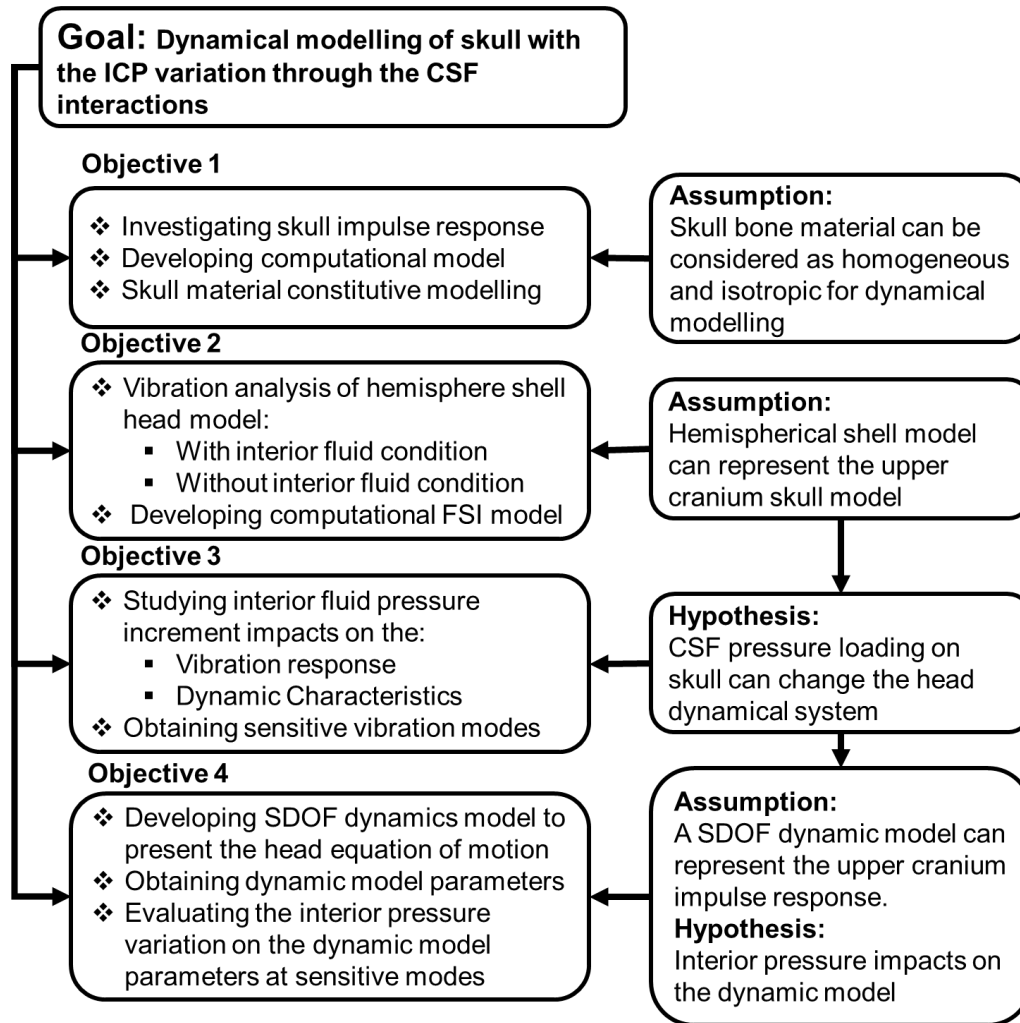 Goal: Dynamical modelling of skull with
the ICP variation through the CSF
interactions
Objective 1
❖ Investigating skull impulse response
❖ Developing computational model
❖ Skull material constitutive modelling
Assumption:
Skull bone material can be
considered as homogeneous
and isotropic for dynamical
modelling
Objective 2
❖ Vibration analysis of hemisphere shell
head model:
▪ With interior fluid condition
▪ Without interior fluid condition
❖ Developing computational FSI model
Assumption:
Hemispherical shell model
can represent the upper
cranium skull model
Objective 3
❖ Studying interior fluid pressure
increment impacts on the:
▪ Vibration response
▪ Dynamic Characteristics
❖ Obtaining sensitive vibration modes
Hypothesis:
CSF pressure loading on
skull can change the head
dynamical system
Objective 4
❖ Developing SDOF dynamics model to
present the head equation of motion
❖ Obtaining dynamic model parameters
❖ Evaluating the interior pressure
variation on the dynamic model
parameters at sensitive modes
Assumption:
A SDOF dynamic model can
represent the upper cranium
impulse response.
Hypothesis:
Interior pressure impacts on
the dynamic model